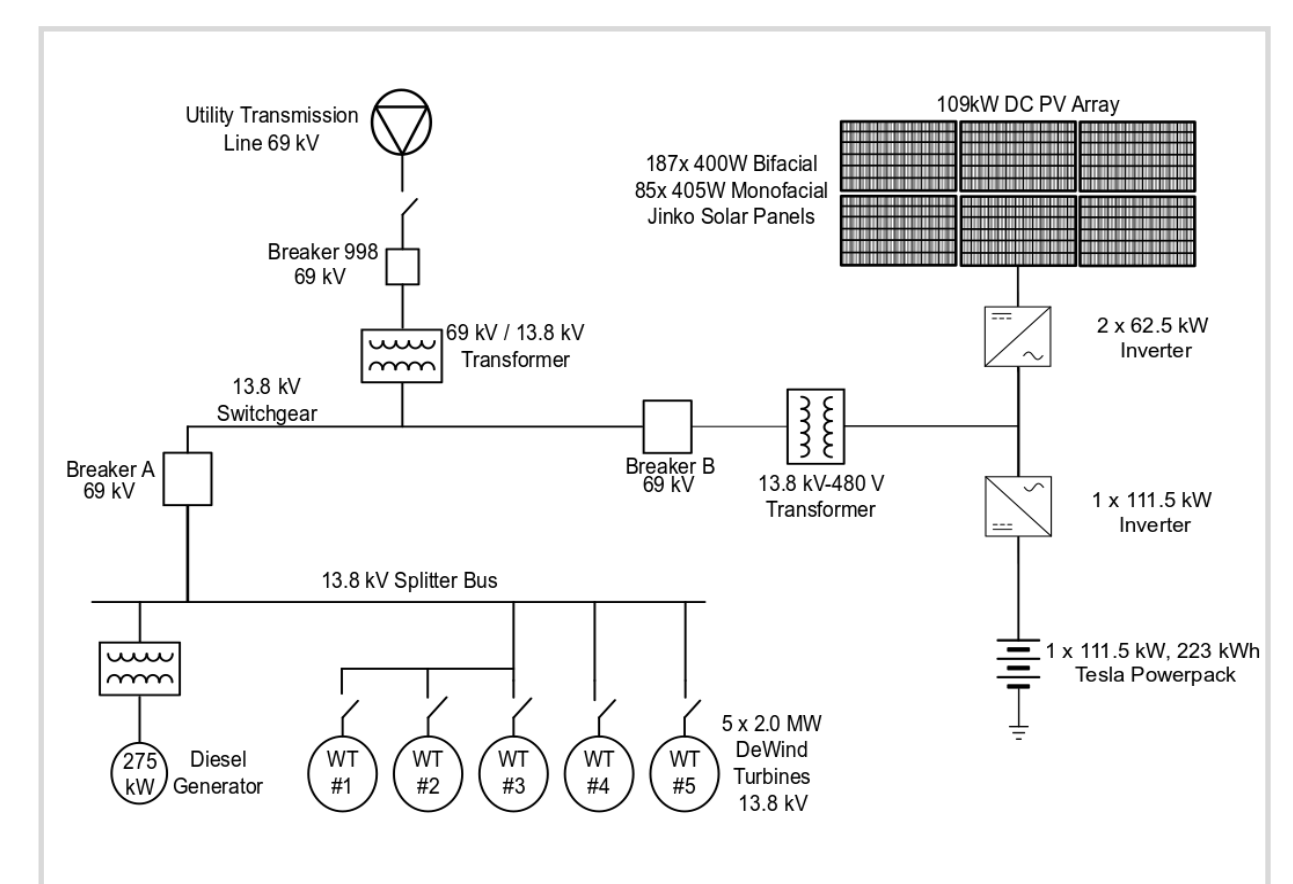 Utility Transmission
Line 69 kV
109kW DC PV Array
187x 400W Bifacial
85x 405W Monofacial
Jinko Solar Panels
Breaker 998
69 kV
69 kV / 13.8 kV
Transformer
2 x 62.5 kW
Inverter
13.8 kV
Switchgear
Breaker A
69 kV
Breaker B
69 kV
13.8 kV-480 V
Transformer
1 x 111.5 kW
Inverter
13.8 kV Splitter Bus
1 x 111.5 kW, 223 kWh
Tesla Powerpack
275
kW
Diesel
Generator
WT
#1
WT
#2
WT
#3
WT
#4
WT
#5
5 x 2.0 MW
DeWind
Turbines
13.8 kV